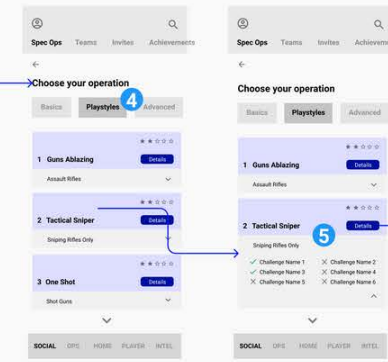 Spec Ops Teams Invites Achievements
Choose your operation
Basics Playstyles 4 Advanced
1 Guns Ablazing Details
Assault Rifles
2 Tactical Sniper Details
Sniping Rifles Only
3 One Shot Details
Shot Guns
SOCIAL OPS HOME PLAYER INTEL
Spec Ops Teams Invites Achievem
Choose your operation
Basics Playstyles Advanced
1 Guns Ablazing Details
Assault Rifles
2 Tactical Sniper Details
5
Sniping Rifles Only
Challenge Name 1 Challenge Name 2
Challenge Name 3 Challenge Name 4
Challenge Name 5 Challenge Name 6
SOCIAL OPS HOME PLAYER INTEL